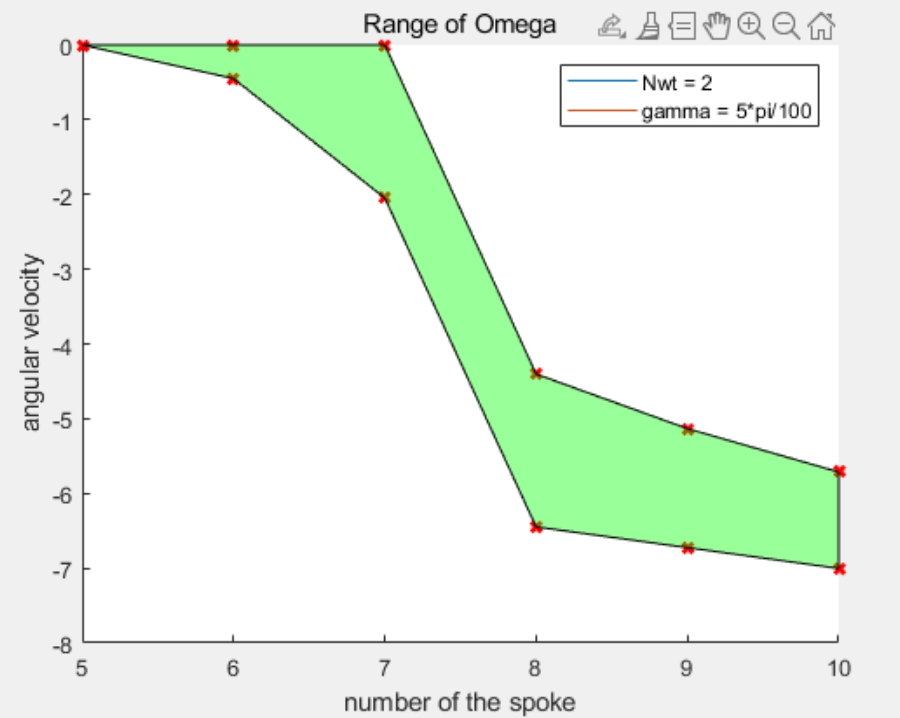 Range of Omega
Nwt = 2
gamma = 5*pi/100
angular velocity
0
-1
-2
-3
-4
-5
-6
-7
-8
5 6 7 8 9 10
number of the spoke